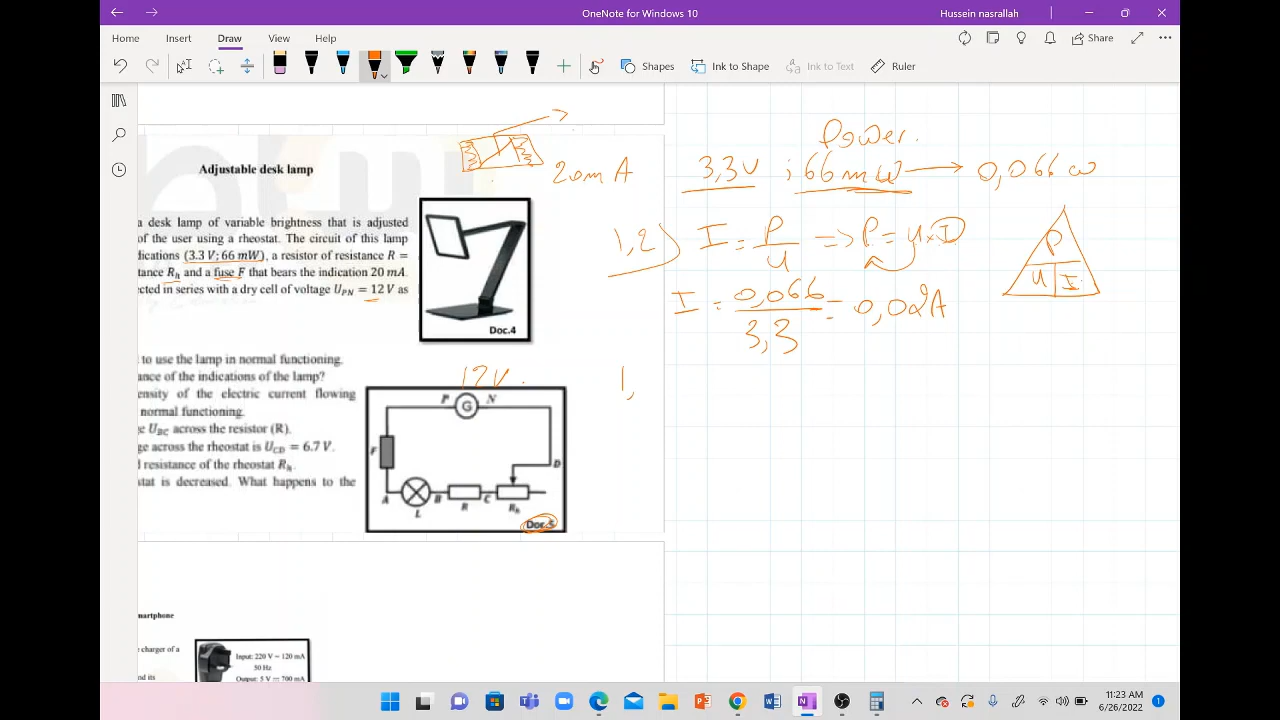 OneNote for Windows 10
Hussein nasrallah
Home Insert Draw View Help
Share
Shapes
Ink to Shape
Ink to Text
Ruler
Adjustable desk lamp
a desk lamp of variable brightness that is adjusted
of the user using a rheostat. The circuit of this lamp
dications (3.3 V; 66 mW), a resistor of resistance R =
tance Rh and a fuse F that bears the indication 20 mA.
cted in series with a dry cell of voltage UPN = 12 V as
Doc.4
to use the lamp in normal functioning.
ance of the indications of the lamp?
ensity of the electric current flowing
normal functioning.
e UBC across the resistor (R).
ge across the rheostat is UCD = 6.7 V.
l resistance of the rheostat Rh.
stat is decreased. What happens to the
12V
P G N
F
D
A L B R C Rh
Doc.5
20mA
Power.
3,3V ; 66mW → 0,066 W
1,2) I = P/U => P = U x I
P
U I
I = 0,066/3,3 = 0,02A
1,
martphone
charger of a
nd its
Input: 220 V ~ 120 mA
50 Hz
Output: 5 V 700 mA
11:23 AM
6/26/2022
1